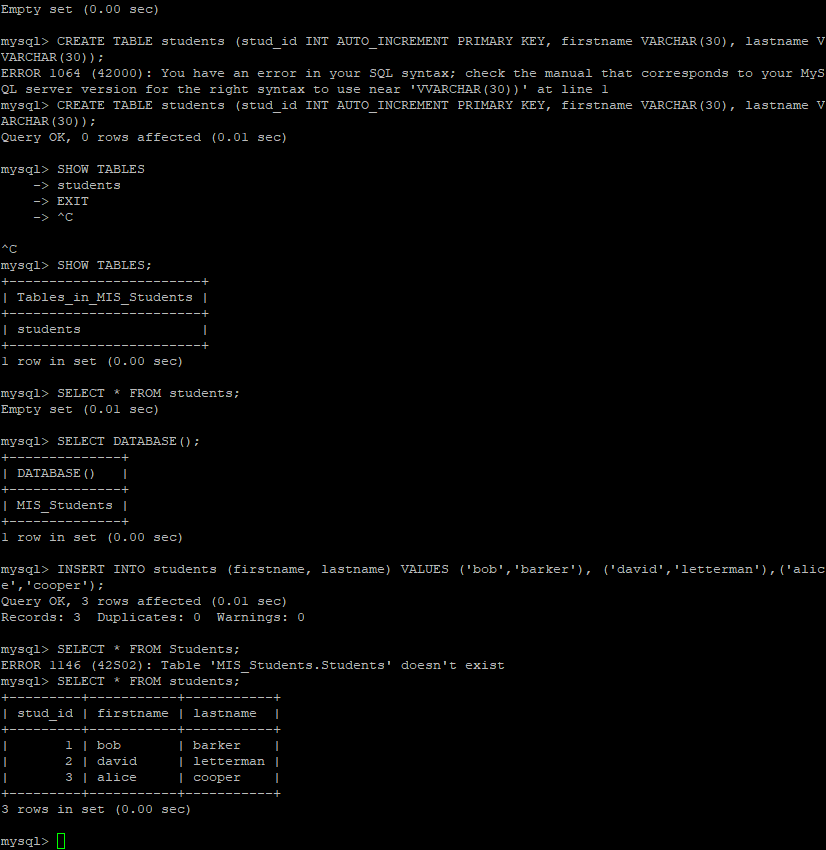 Empty set (0.00 sec)
mysql> CREATE TABLE students (stud_id INT AUTO_INCREMENT PRIMARY KEY, firstname VARCHAR(30), lastname V
VARCHAR(30));
ERROR 1064 (42000): You have an error in your SQL syntax; check the manual that corresponds to your MyS
QL server version for the right syntax to use near 'VVARCHAR(30))' at line 1
mysql> CREATE TABLE students (stud_id INT AUTO_INCREMENT PRIMARY KEY, firstname VARCHAR(30), lastname V
ARCHAR(30));
Query OK, 0 rows affected (0.01 sec)
mysql> SHOW TABLES
    -> students
    -> EXIT
    -> ^C
^C
mysql> SHOW TABLES;
+------------------------+
| Tables_in_MIS_Students |
+------------------------+
| students               |
+------------------------+
1 row in set (0.00 sec)
mysql> SELECT * FROM students;
Empty set (0.01 sec)
mysql> SELECT DATABASE();
+--------------+
| DATABASE()   |
+--------------+
| MIS_Students |
+--------------+
1 row in set (0.00 sec)
mysql> INSERT INTO students (firstname, lastname) VALUES ('bob','barker'), ('david','letterman'),('alic
e','cooper');
Query OK, 3 rows affected (0.01 sec)
Records: 3  Duplicates: 0  Warnings: 0
mysql> SELECT * FROM Students;
ERROR 1146 (42S02): Table 'MIS_Students.Students' doesn't exist
mysql> SELECT * FROM students;
+---------+-----------+-----------+
| stud_id | firstname | lastname  |
+---------+-----------+-----------+
|       1 | bob       | barker    |
|       2 | david     | letterman |
|       3 | alice     | cooper    |
+---------+-----------+-----------+
3 rows in set (0.00 sec)
mysql>